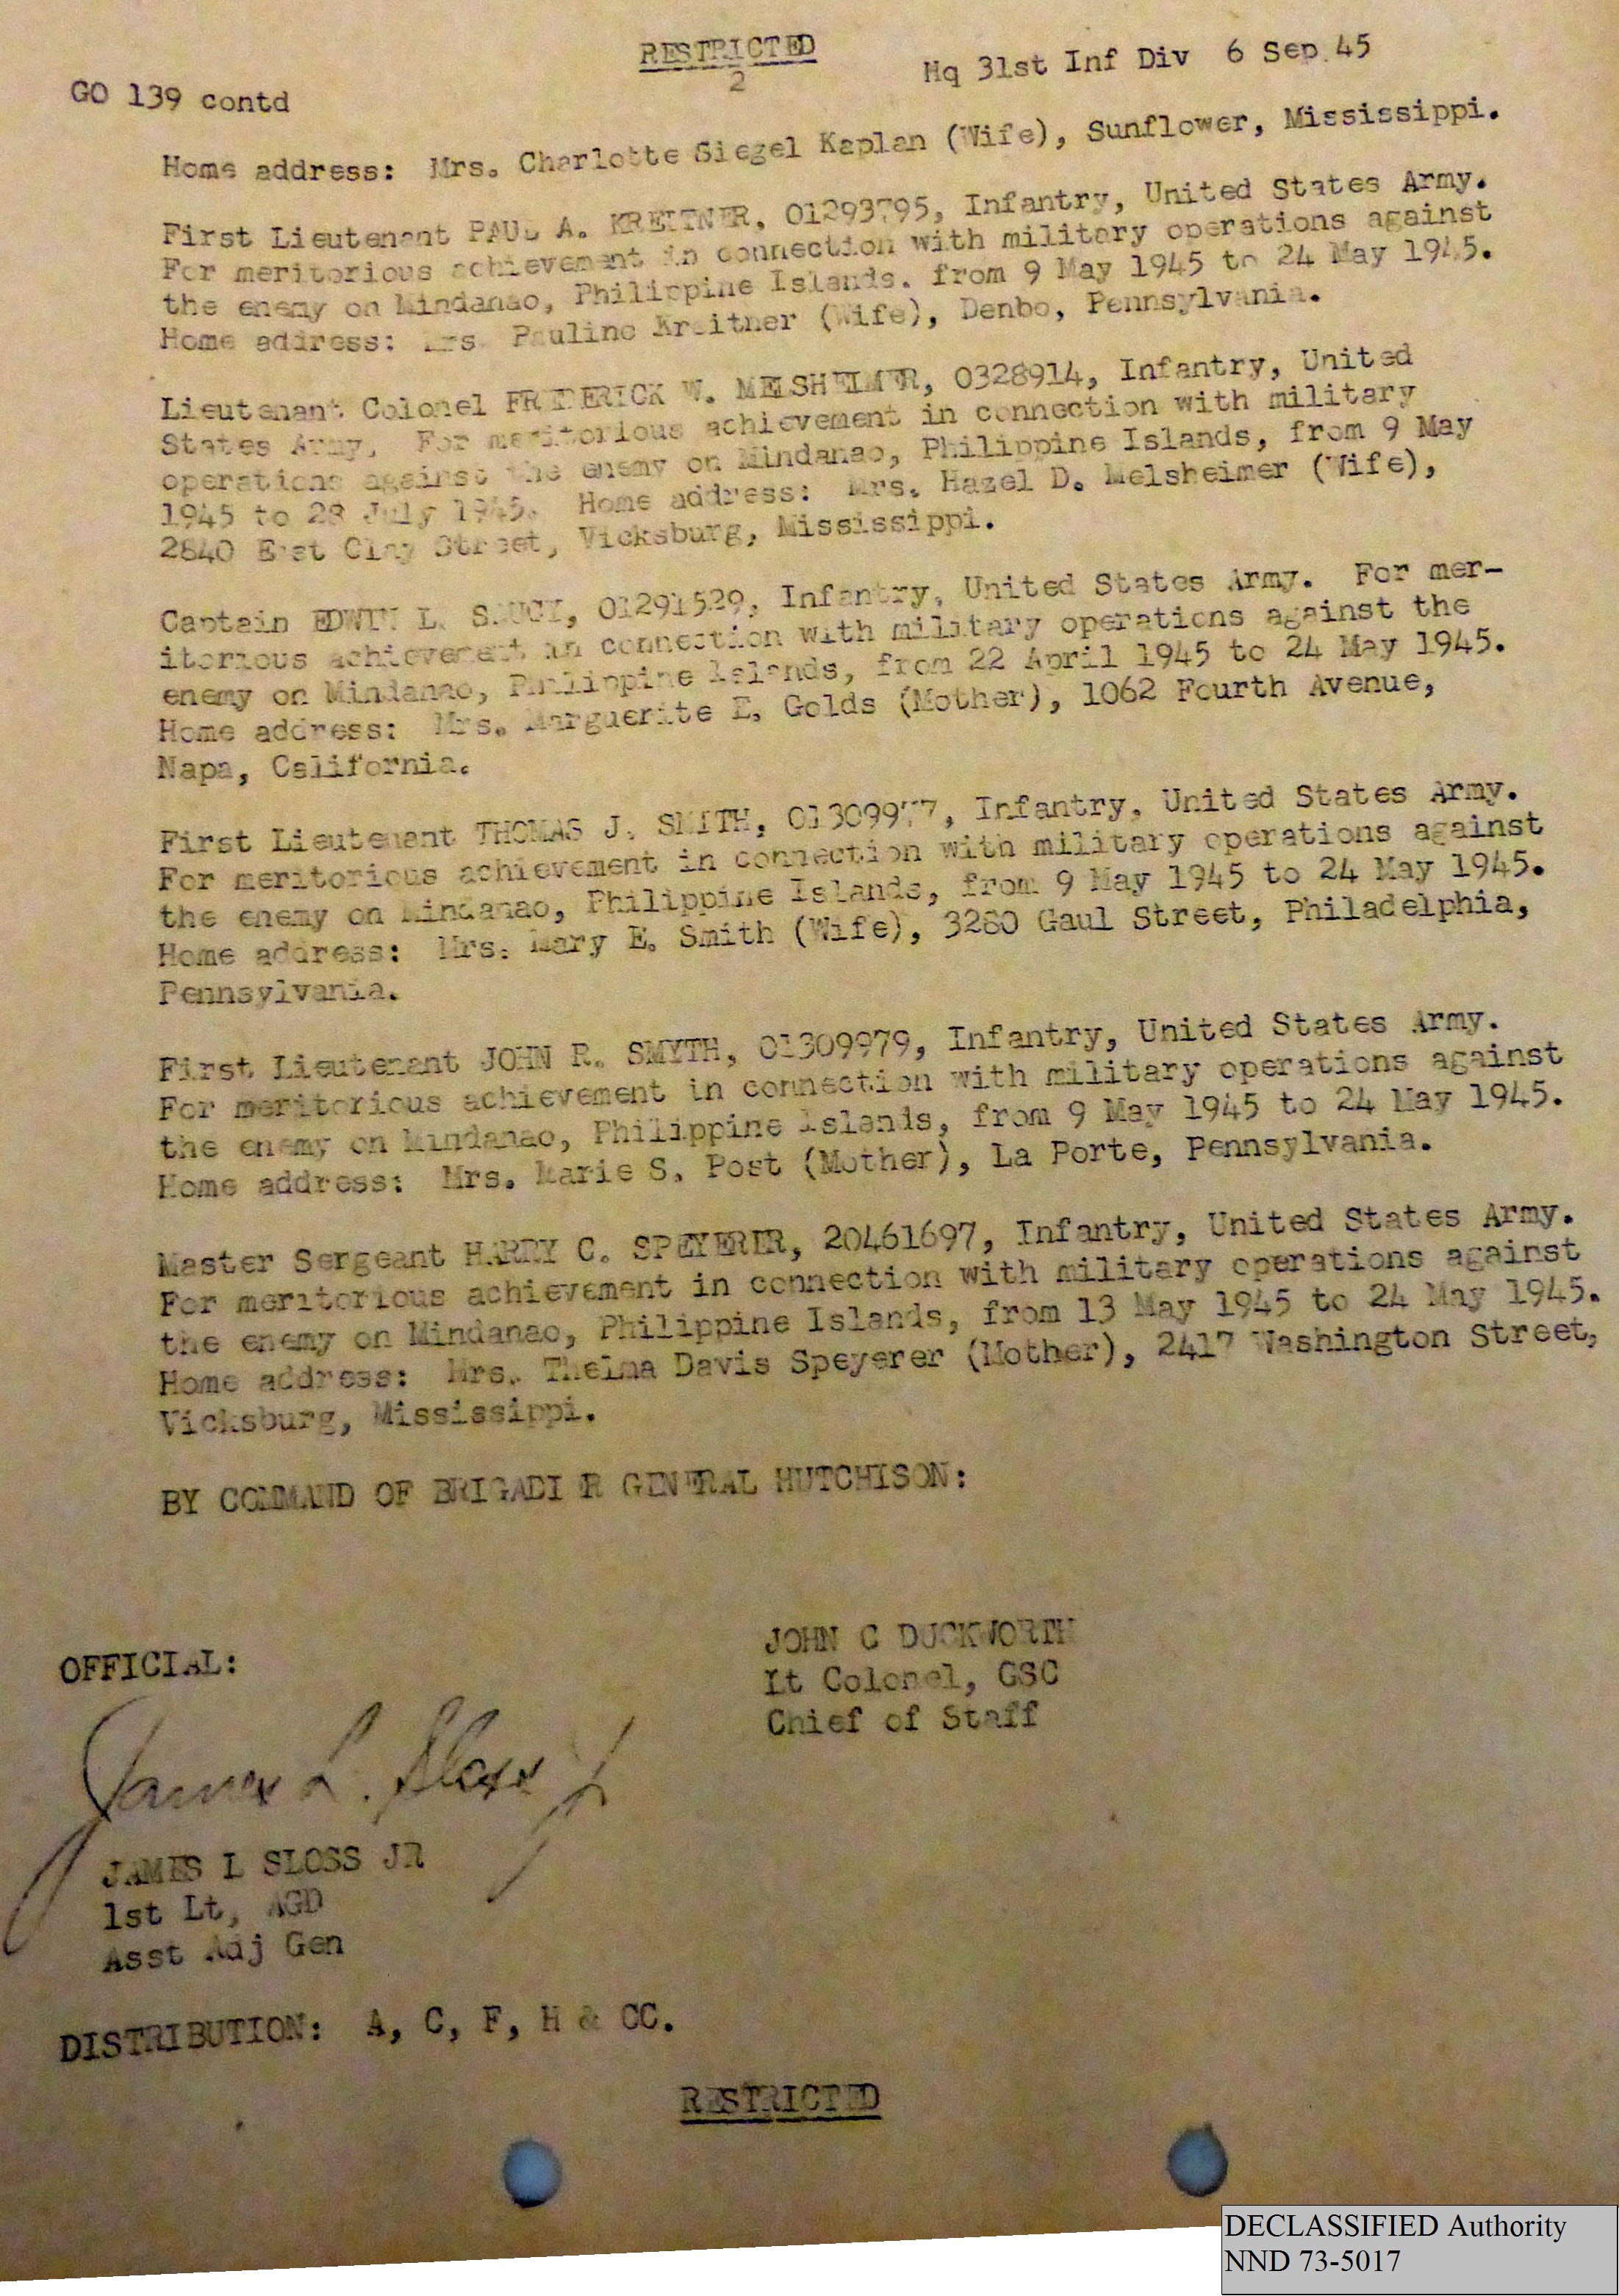 RESTRICTED
2
Hq 31st Inf Div 6 Sep 45
GO 139 contd
Home address: Mrs. Charlotte Siegel Kaplan (Wife), Sunflower, Mississippi.
First Lieutenant PAUL A. KREITNER, 01293795, Infantry, United States Army.
For meritorious achievement in connection with military operations against
the enemy on Mindanao, Philippine Islands. from 9 May 1945 to 24 May 1945.
Home address: Mrs Pauline Kreitner (Wife), Denbo, Pennsylvania.
Lieutenant Colonel FREDERICK W. MELSHEIMER, 0328914, Infantry, United
States Army. For meritorious achievement in connection with military
operations against the enemy on Mindanao, Philippine Islands, from 9 May
1945 to 28 July 1945. Home address: Mrs. Hazel D. Melsheimer (Wife),
2840 East Clay Street, Vicksburg, Mississippi.
Captain EDWIN L. 01291529, Infantry, United States Army. For mer-
itorious achievement in connection with military operations against the
enemy on Mindanao, Philippine Islands, from 22 April 1945 to 24 May 1945.
Home address: Mrs. Marguerite E. Golds (Mother), 1062 Fourth Avenue,
Napa, California.
First Lieutenant THOMAS J. SMITH, 01309977, Infantry, United States Army.
For meritorious achievement in connection with military operations against
the enemy on Mindanao, Philippine Islands, from 9 May 1945 to 24 May 1945.
Home address: Mrs. Mary E. Smith (Wife), 3280 Gaul Street, Philadelphia,
Pennsylvania.
First Lieutenant JOHN R. SMYTH, 01309979, Infantry, United States Army.
For meritorious achievement in connection with military operations against
the enemy on Mindanao, Philippine Islands, from 9 May 1945 to 24 May 1945.
Home address: Mrs. Marie S. Post (Mother), La Porte, Pennsylvania.
Master Sergeant HARRY C. SPEYERER, 20461697, Infantry, United States Army.
For meritorious achievement in connection with military operations against
the enemy on Mindanao, Philippine Islands, from 13 May 1945 to 24 May 1945.
Home address: Mrs. Thelma Davis Speyerer (Mother), 2417 Washington Street,
Vicksburg, Mississippi.
BY COMMAND OF BRIGADIER GENERAL HUTCHISON:
JOHN C DUCKWORTH
Lt Colonel, GSC
Chief of Staff
OFFICIAL:
James L. Sloss Jr
JAMES L SLOSS JR
1st Lt, AGD
Asst Adj Gen
DISTRIBUTION: A, C, F, H & CC.
RESTRICTED
DECLASSIFIED Authority
NND 73-5017